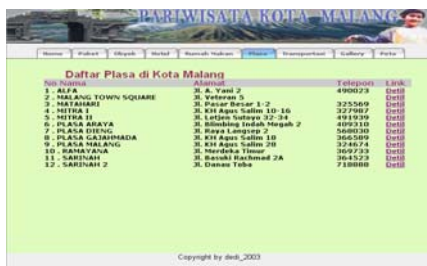 PARIWISATA KOTA MALANG
Home Paket Obyek Hotel Rumah Makan Plasa Transportasi Gallery Peta
Daftar Plasa di Kota Malang
No Nama Alamat Telepon Link
1 . ALFA Jl. A. Yani 2 490023 Detil
2 . MALANG TOWN SQUARE Jl. Veteran 5 Detil
3 . MATAHARI Jl. Pasar Besar 1-2 325569 Detil
4 . MITRA I Jl. KH Agus Salim 10-16 327987 Detil
5 . MITRA II Jl. Letjen Sutoyo 32-34 491939 Detil
6 . PLASA ARAYA Jl. Blimbing Indah Megah 2 409310 Detil
7 . PLASA DIENG Jl. Raya Langsep 2 568030 Detil
8 . PLASA GAJAHMADA Jl. KH Agus Salim 18 366509 Detil
9 . PLASA MALANG Jl. KH Agus Salim 28 324674 Detil
10 . RAMAYANA Jl. Merdeka Timur 369733 Detil
11 . SARINAH Jl. Basuki Rachmad 2A 364523 Detil
12 . SARINAH 2 Jl. Danau Toba 718888 Detil
Copyright by dedi_2003